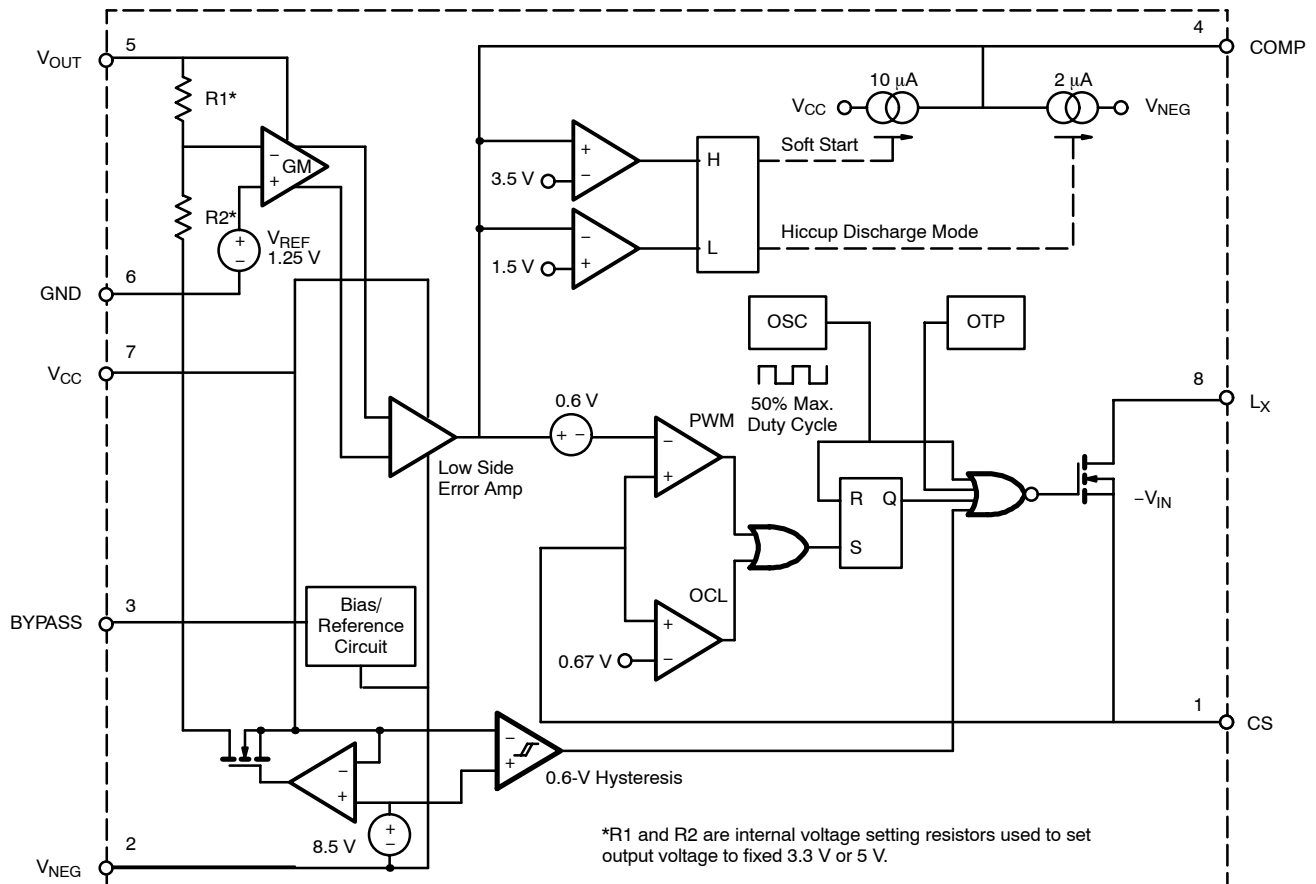 5
4
VOUT
COMP
R1*
10 μA
2 μA
VCC
VNEG
− GM
+
+
−
H
Soft Start
3.5 V
R2*
VREF
1.25 V
+
−
−
+
L
Hiccup Discharge Mode
1.5 V
6
GND
OSC
OTP
7
VCC
8
LX
50% Max.
Duty Cycle
0.6 V
+ −
PWM
−
+
Low Side
Error Amp
R Q
S
−VIN
3
BYPASS
Bias/
Reference
Circuit
OCL
+
−
0.67 V
1
CS
−
+
−
+
0.6-V Hysteresis
8.5 V
+
−
2
VNEG
*R1 and R2 are internal voltage setting resistors used to set
output voltage to fixed 3.3 V or 5 V.